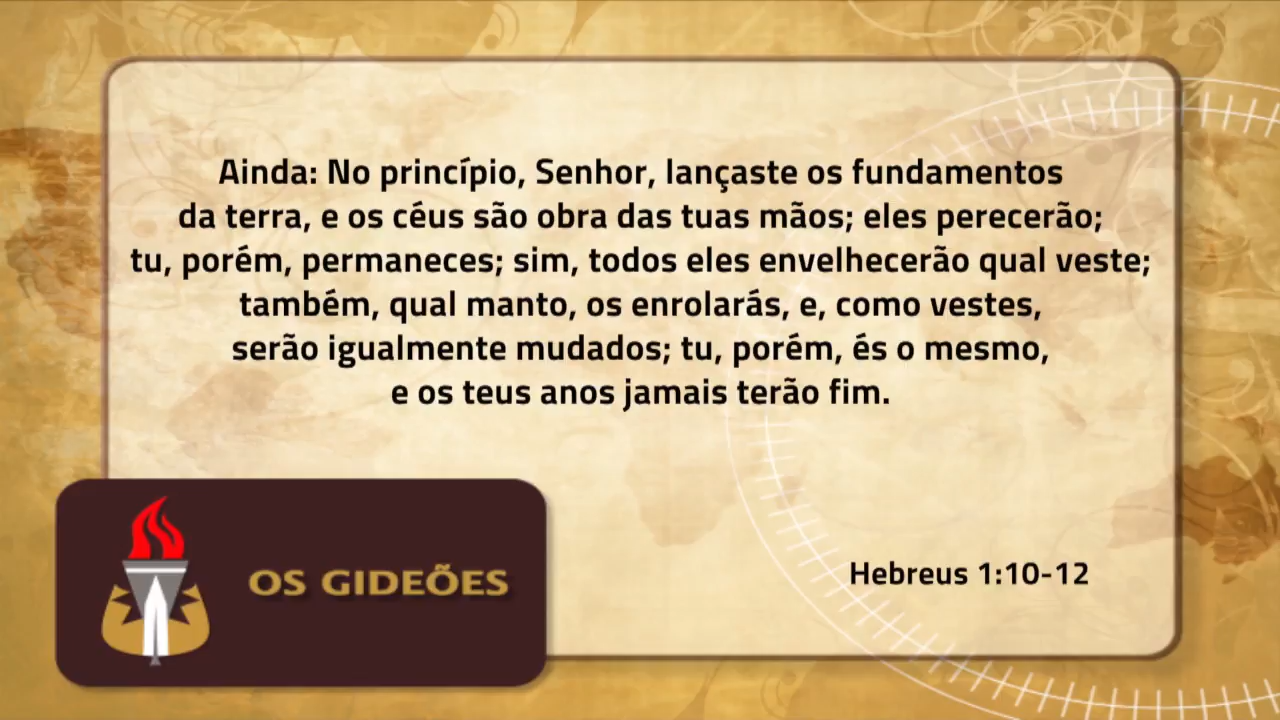 Ainda: No princípio, Senhor, lançaste os fundamentos
da terra, e os céus são obra das tuas mãos; eles perecerão;
tu, porém, permaneces; sim, todos eles envelhecerão qual veste;
também, qual manto, os enrolarás, e, como vestes,
serão igualmente mudados; tu, porém, és o mesmo,
e os teus anos jamais terão fim.
OS GIDEÕES
Hebreus 1:10-12